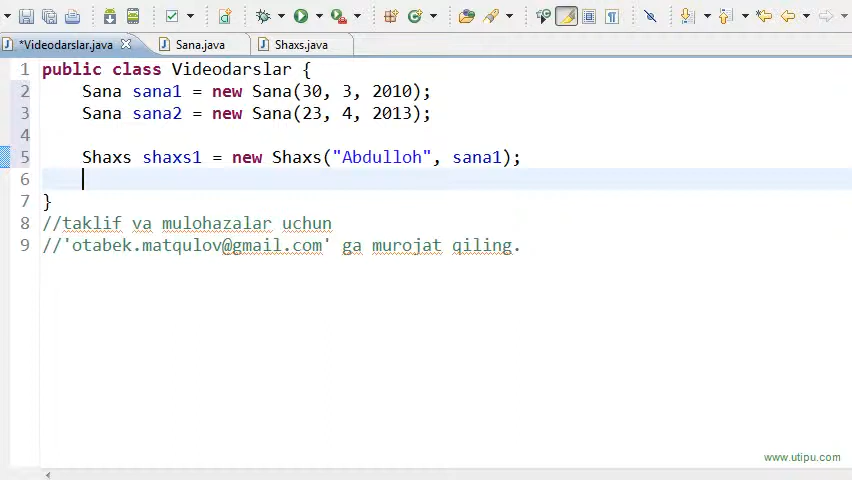 *Videodarslar.java
Sana.java
Shaxs.java
1 public class Videodarslar {
2 Sana sana1 = new Sana(30, 3, 2010);
3 Sana sana2 = new Sana(23, 4, 2013);
4
5 Shaxs shaxs1 = new Shaxs("Abdulloh", sana1);
6
7 }
8 //taklif va mulohazalar uchun
9 //'otabek.matqulov@gmail.com' ga murojat qiling.
www.utipu.com